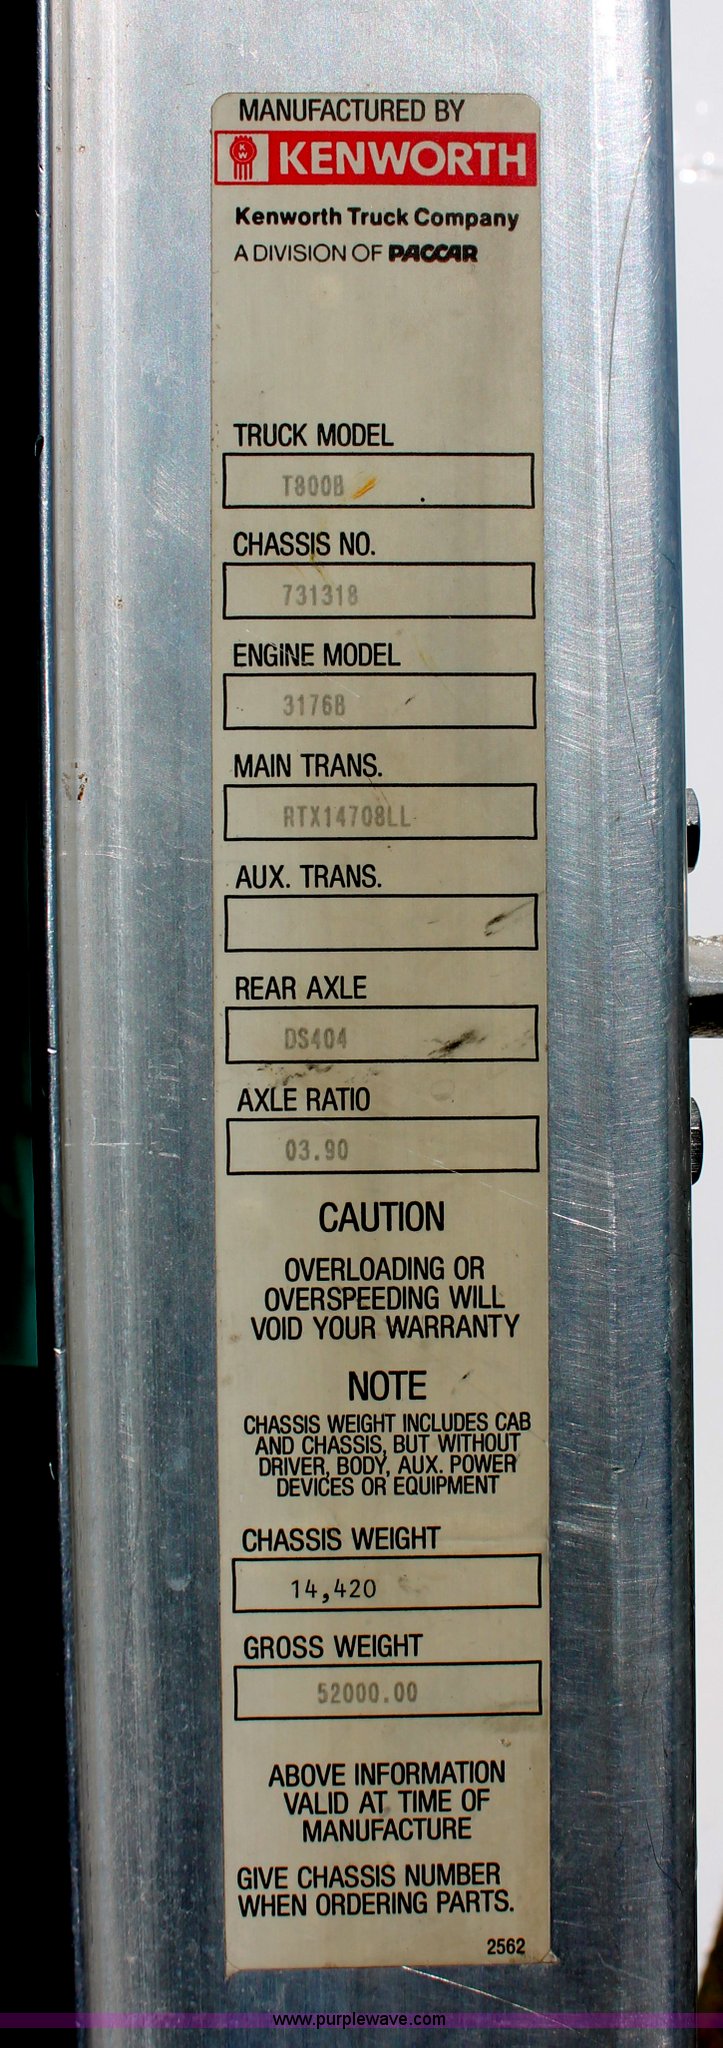 MANUFACTURED BY
KW KENWORTH
Kenworth Truck Company
A DIVISION OF PACCAR
TRUCK MODEL
T800B
CHASSIS NO.
731318
ENGINE MODEL
3176B
MAIN TRANS.
RTX14708LL
AUX. TRANS.
REAR AXLE
DS404
AXLE RATIO
03.90
CAUTION
OVERLOADING OR
OVERSPEEDING WILL
VOID YOUR WARRANTY
NOTE
CHASSIS WEIGHT INCLUDES CAB
AND CHASSIS, BUT WITHOUT
DRIVER, BODY, AUX. POWER
DEVICES OR EQUIPMENT
CHASSIS WEIGHT
14,420
GROSS WEIGHT
52000.00
ABOVE INFORMATION
VALID AT TIME OF
MANUFACTURE
GIVE CHASSIS NUMBER
WHEN ORDERING PARTS.
2562
www.purplewave.com